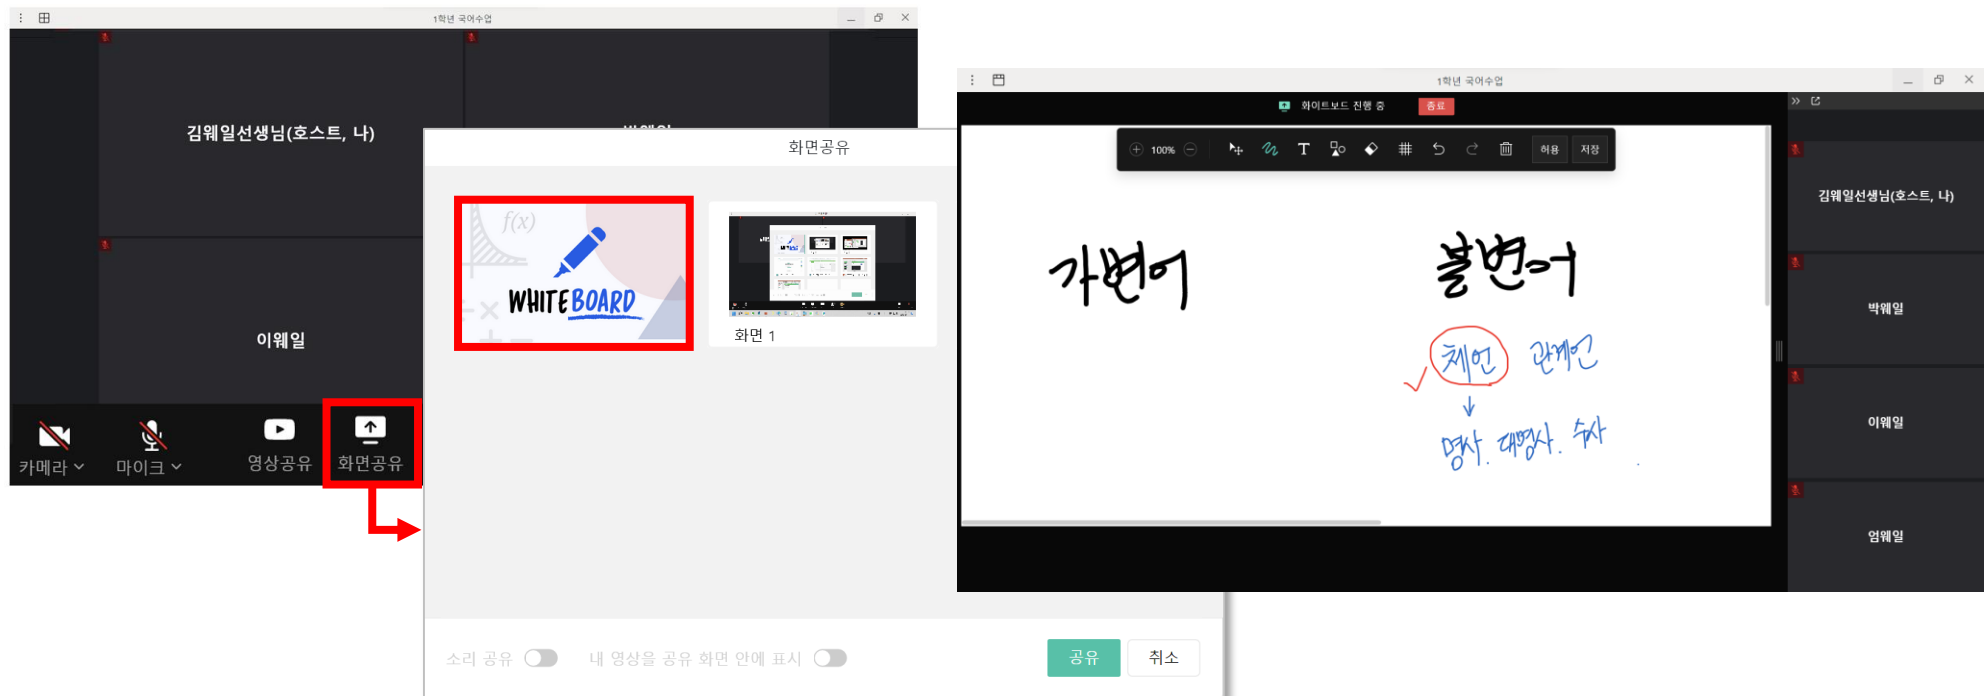 1학년 국어수업
김웨일선생님(호스트, 나)
이웨일
카메라
마이크
영상공유
화면공유
화면공유
f(x)
WHITEBOARD
화면 1
소리 공유
내 영상을 공유 화면 안에 표시
공유
취소
1학년 국어수업
화이트보드 진행 중
종료
100%
T
허용
저장
가변어
불변어
체언 관계언
명사. 대명사. 수사.
김웨일선생님(호스트, 나)
박웨일
이웨일
엄웨일